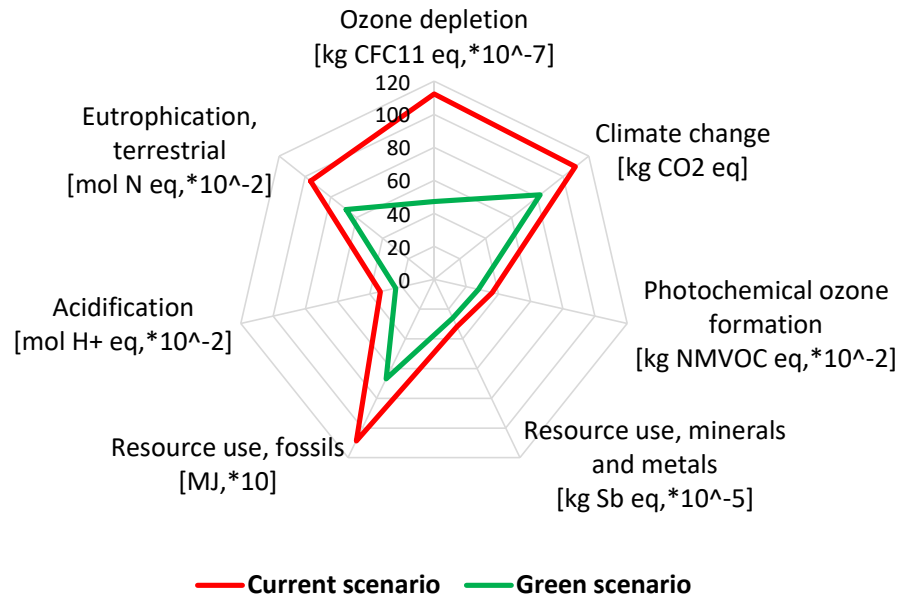 Ozone depletion
[kg CFC11 eq,*10^-7]
Climate change
[kg CO2 eq]
Photochemical ozone
formation
[kg NMVOC eq,*10^-2]
Resource use, minerals
and metals
[kg Sb eq,*10^-5]
Resource use, fossils
[MJ,*10]
Acidification
[mol H+ eq,*10^-2]
Eutrophication,
terrestrial
[mol N eq,*10^-2]
120
100
80
60
40
20
0
Current scenario
Green scenario